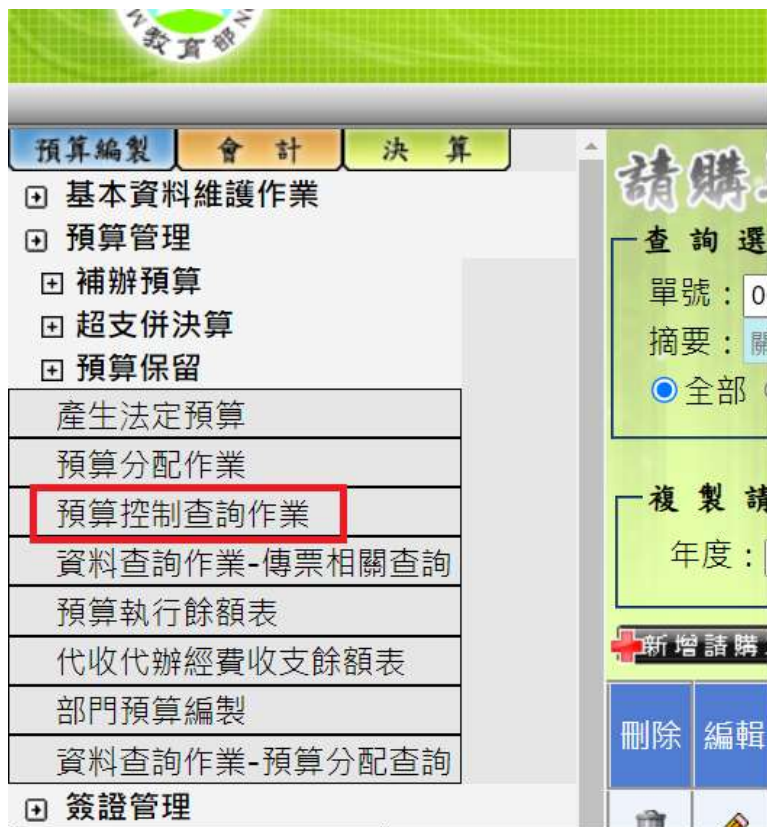 教育部
預算編製 會計 決算
基本資料維護作業
預算管理
補辦預算
超支併決算
預算保留
產生法定預算
預算分配作業
預算控制查詢作業
資料查詢作業-傳票相關查詢
預算執行餘額表
代收代辦經費收支餘額表
部門預算編製
資料查詢作業-預算分配查詢
簽證管理
請購
查詢選
單號：0
摘要：
全部
複製請
年度：
新增請購
刪除 編輯